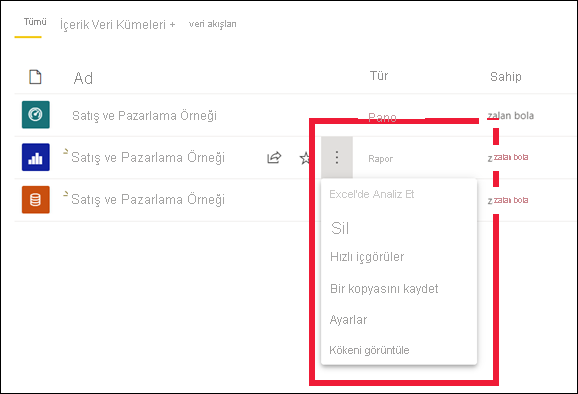 Tümü İçerik Veri Kümeleri + veri akışları
Ad Tür Sahip
Satış ve Pazarlama Örneği Pano zalan bola
Satış ve Pazarlama Örneği Rapor z zalan bola
Satış ve Pazarlama Örneği z zalan bola
Excel'de Analiz Et
Sil
Hızlı içgörüler
Bir kopyasını kaydet
Ayarlar
Kökeni görüntüle